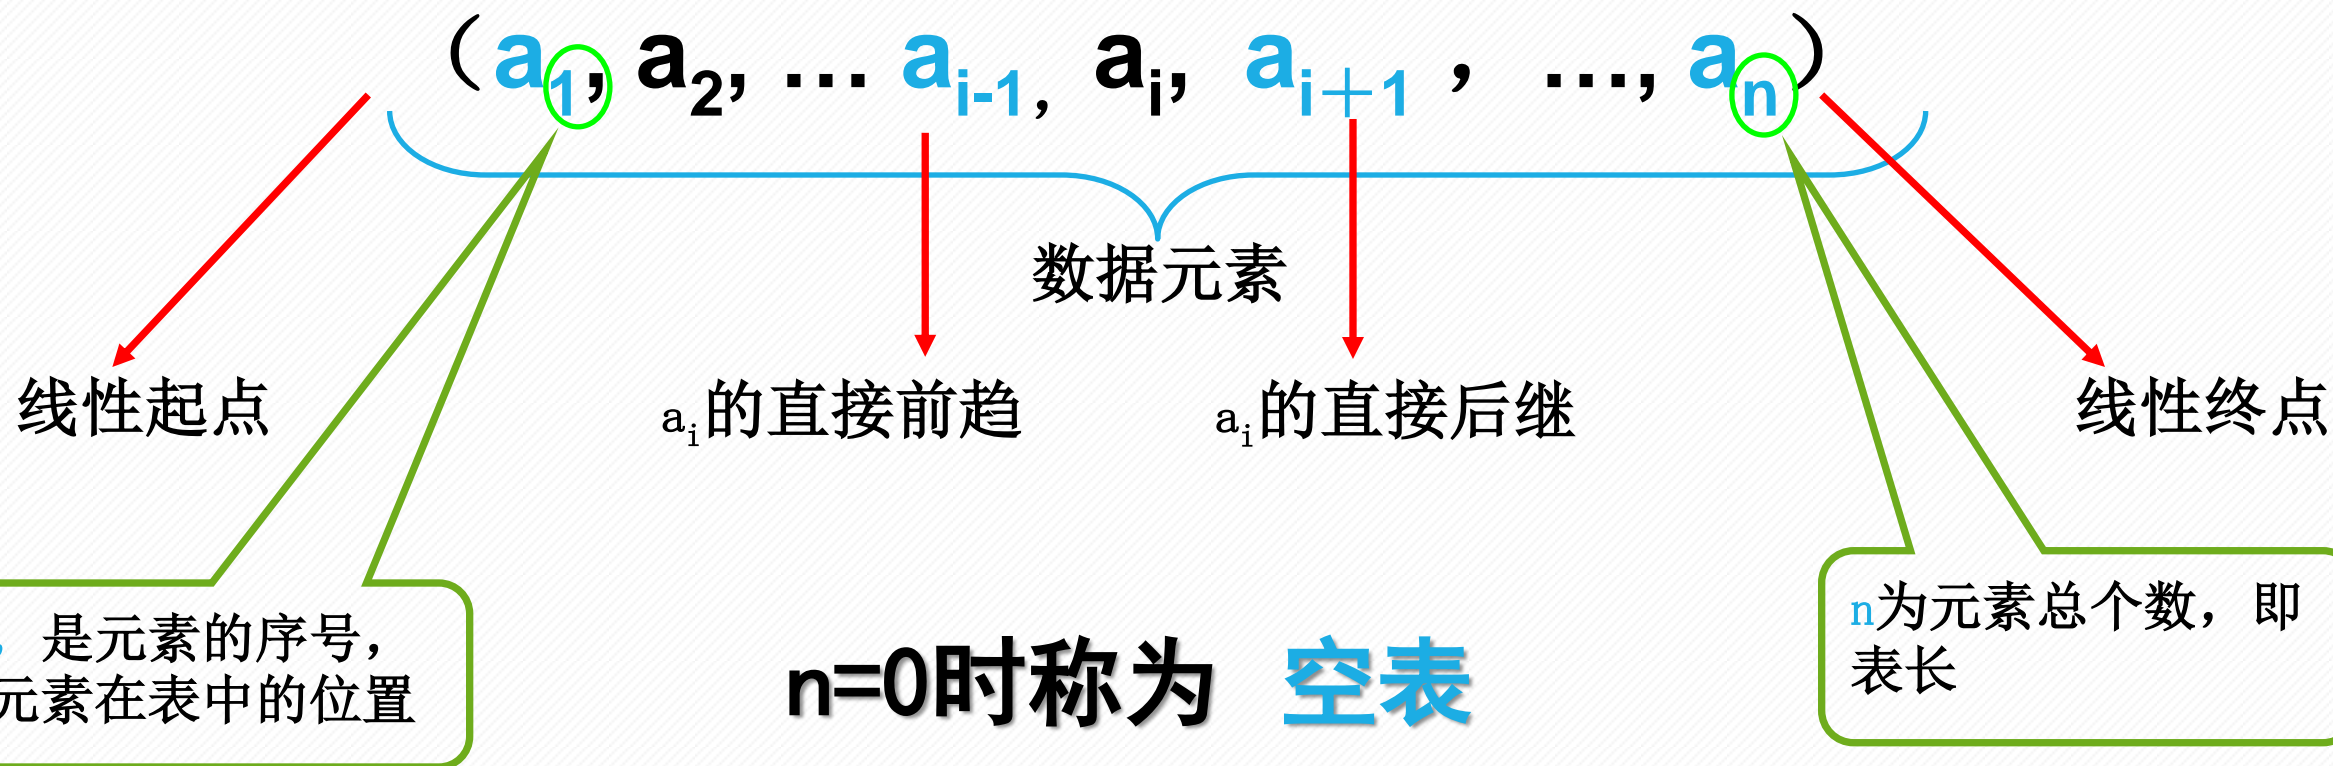 （a₁, a₂, … aᵢ₋₁, aᵢ, aᵢ₊₁ ， …, aₙ）
数据元素
线性起点
aᵢ的直接前趋
aᵢ的直接后继
线性终点
，是元素的序号，
元素在表中的位置
n=0时称为 空表
n为元素总个数，即
表长